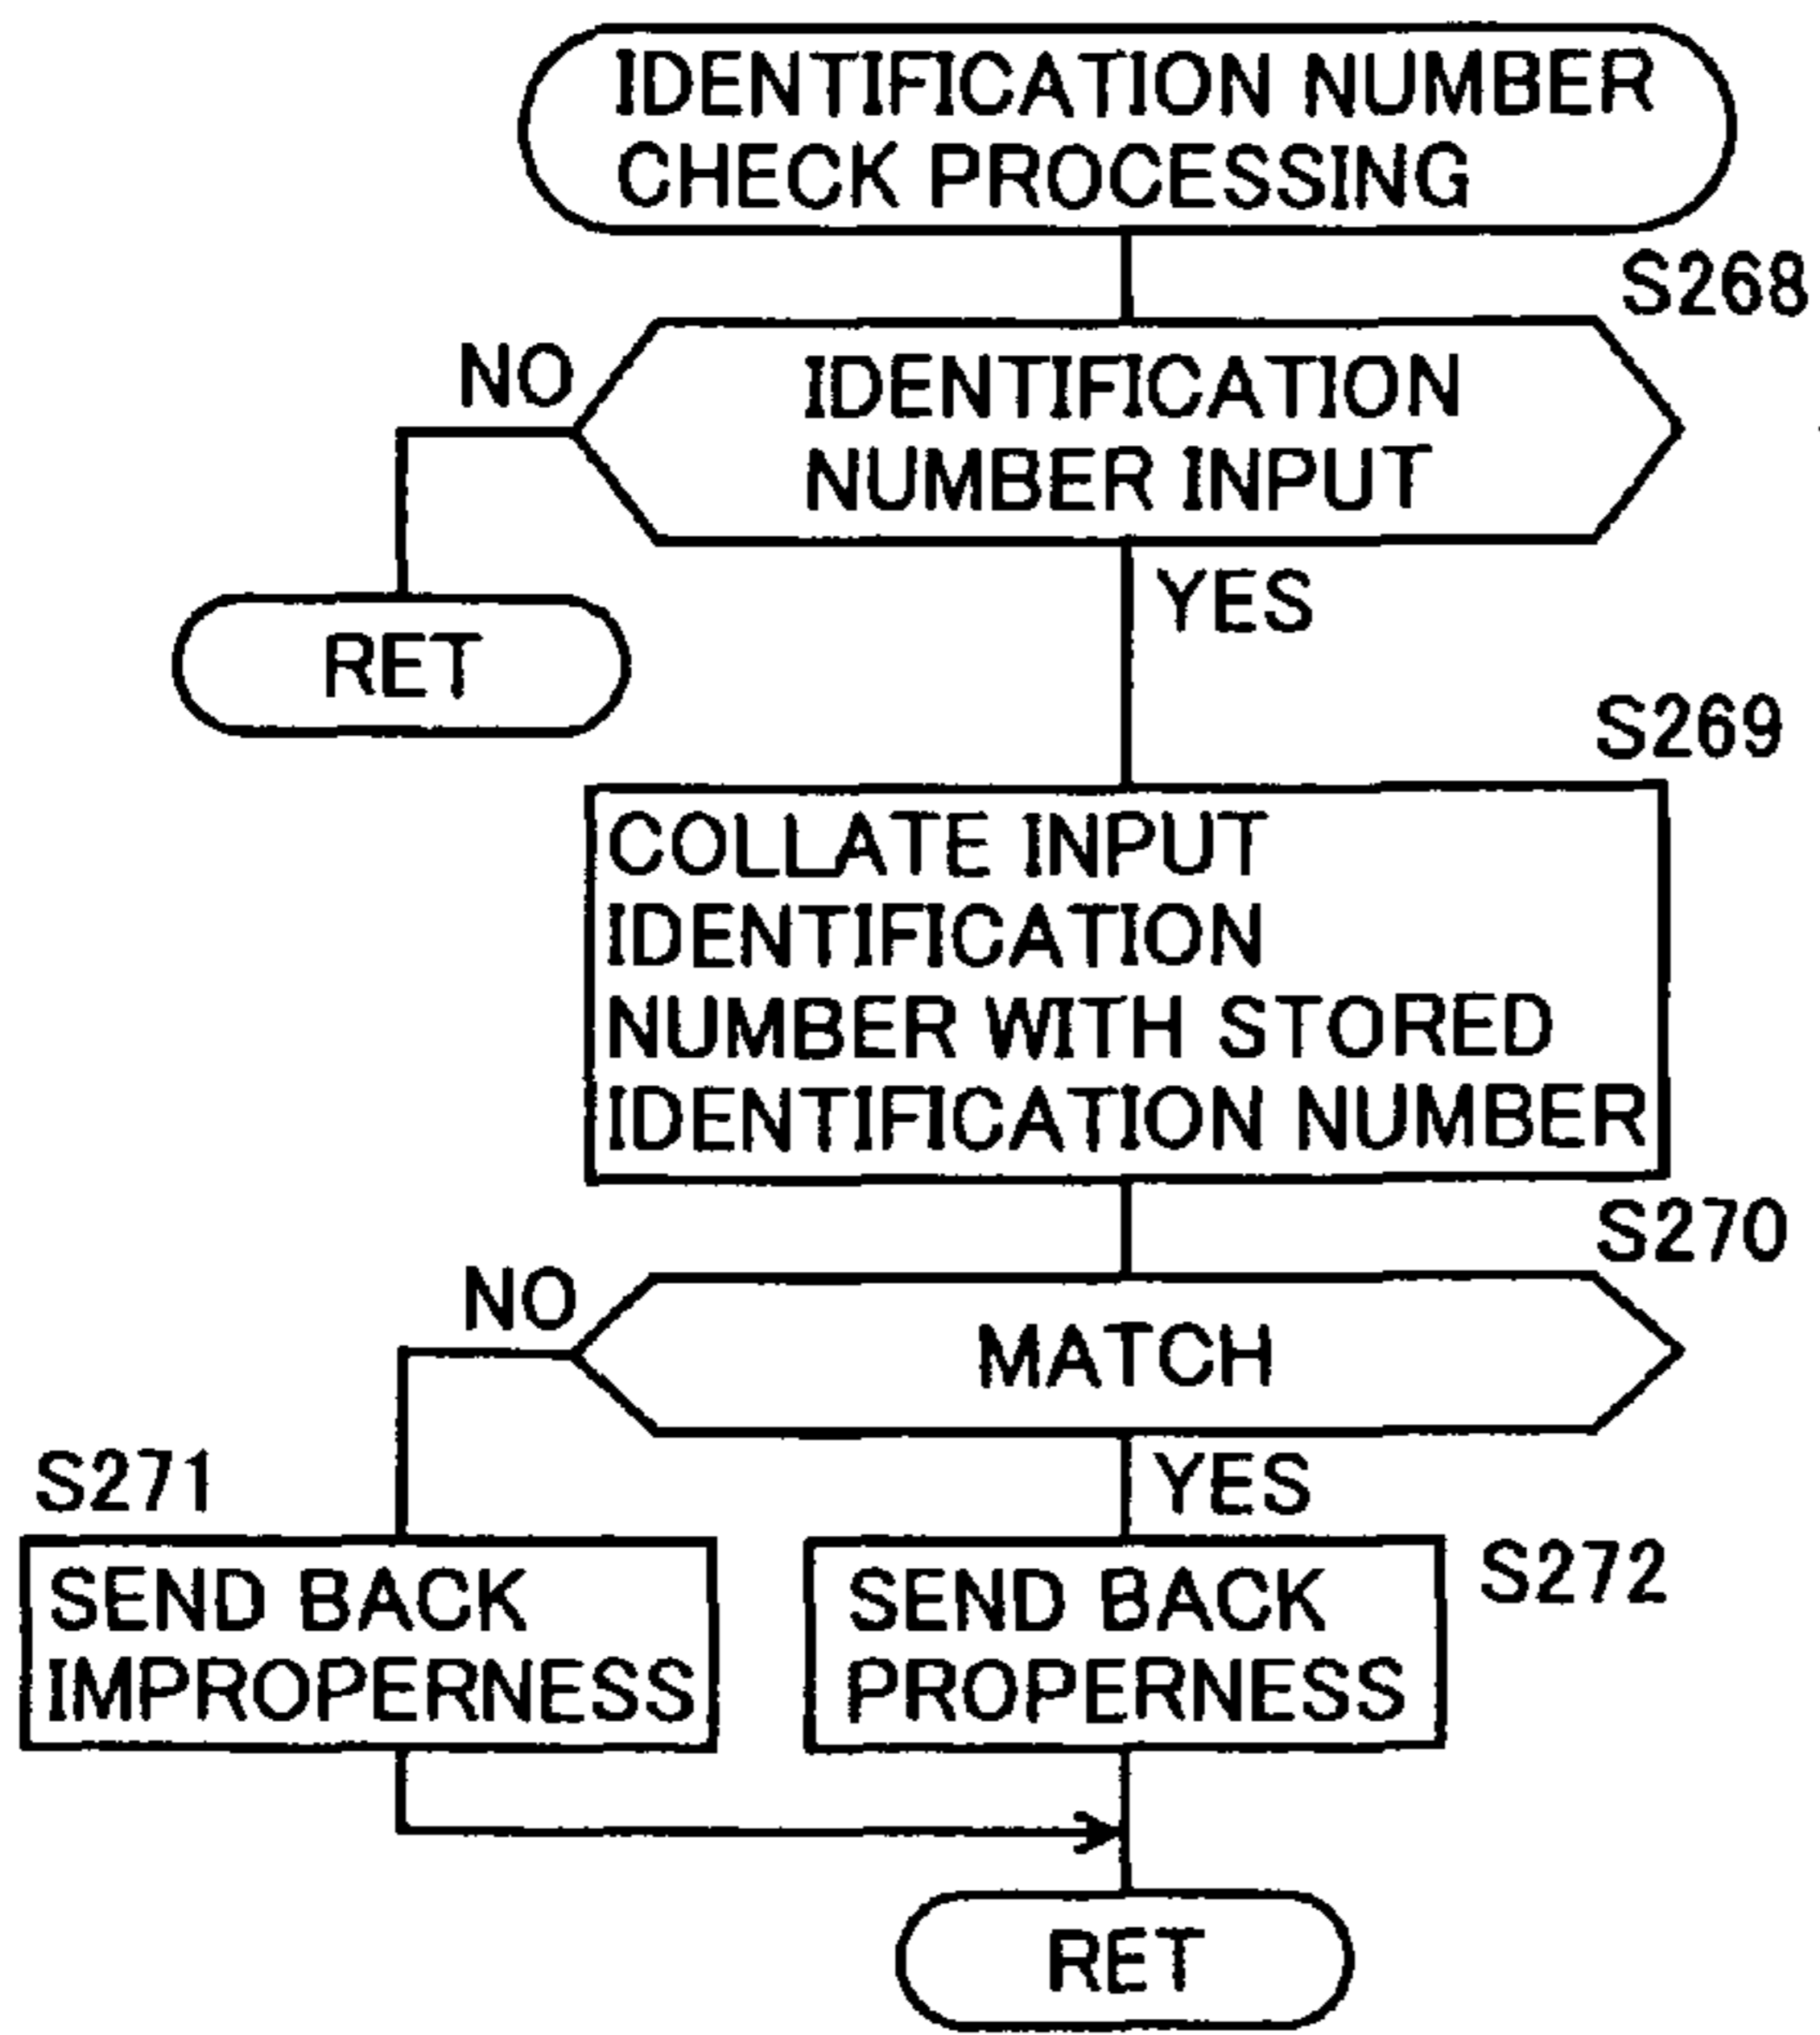 IDENTIFICATION NUMBER
CHECK PROCESSING
S268
NO
IDENTIFICATION
NUMBER INPUT
YES
RET
S269
COLLATE INPUT
IDENTIFICATION
NUMBER WITH STORED
IDENTIFICATION NUMBER
S270
NO
MATCH
YES
S271
SEND BACK
IMPROPERNESS
S272
SEND BACK
PROPERNESS
RET